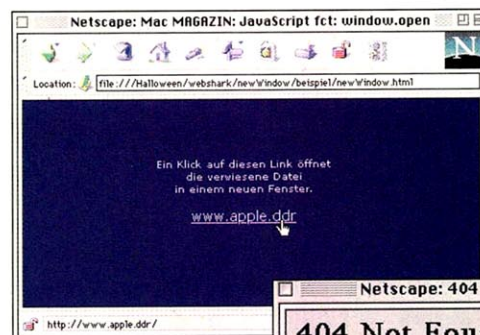 Netscape: Mac MAGAZIN: JavaScript fct: window.open
N
Location: file:///Halloween/webshark/newWindow/beispiel/newWindow.html
Ein Klick auf diesen Link öffnet
die verwiesene Datei
in einem neuen Fenster.
www.apple.ddr
Netscape: 404
http://www.apple.ddr/
404 Not Fou